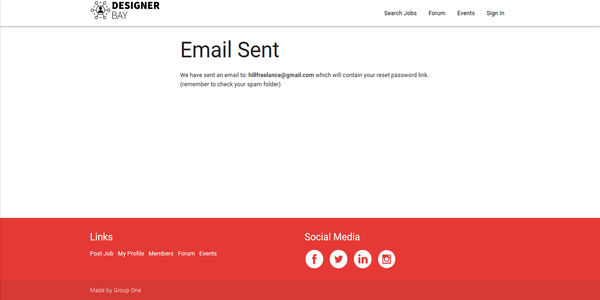 DESIGNER
BAY
Search Jobs Forum Events Sign In
Email Sent
We have sent an email to: hillfreelance@gmail.com which will contain your reset password link.
(remember to check your spam folder)
Links
Post Job My Profile Members Forum Events
Social Media
Made by Group One